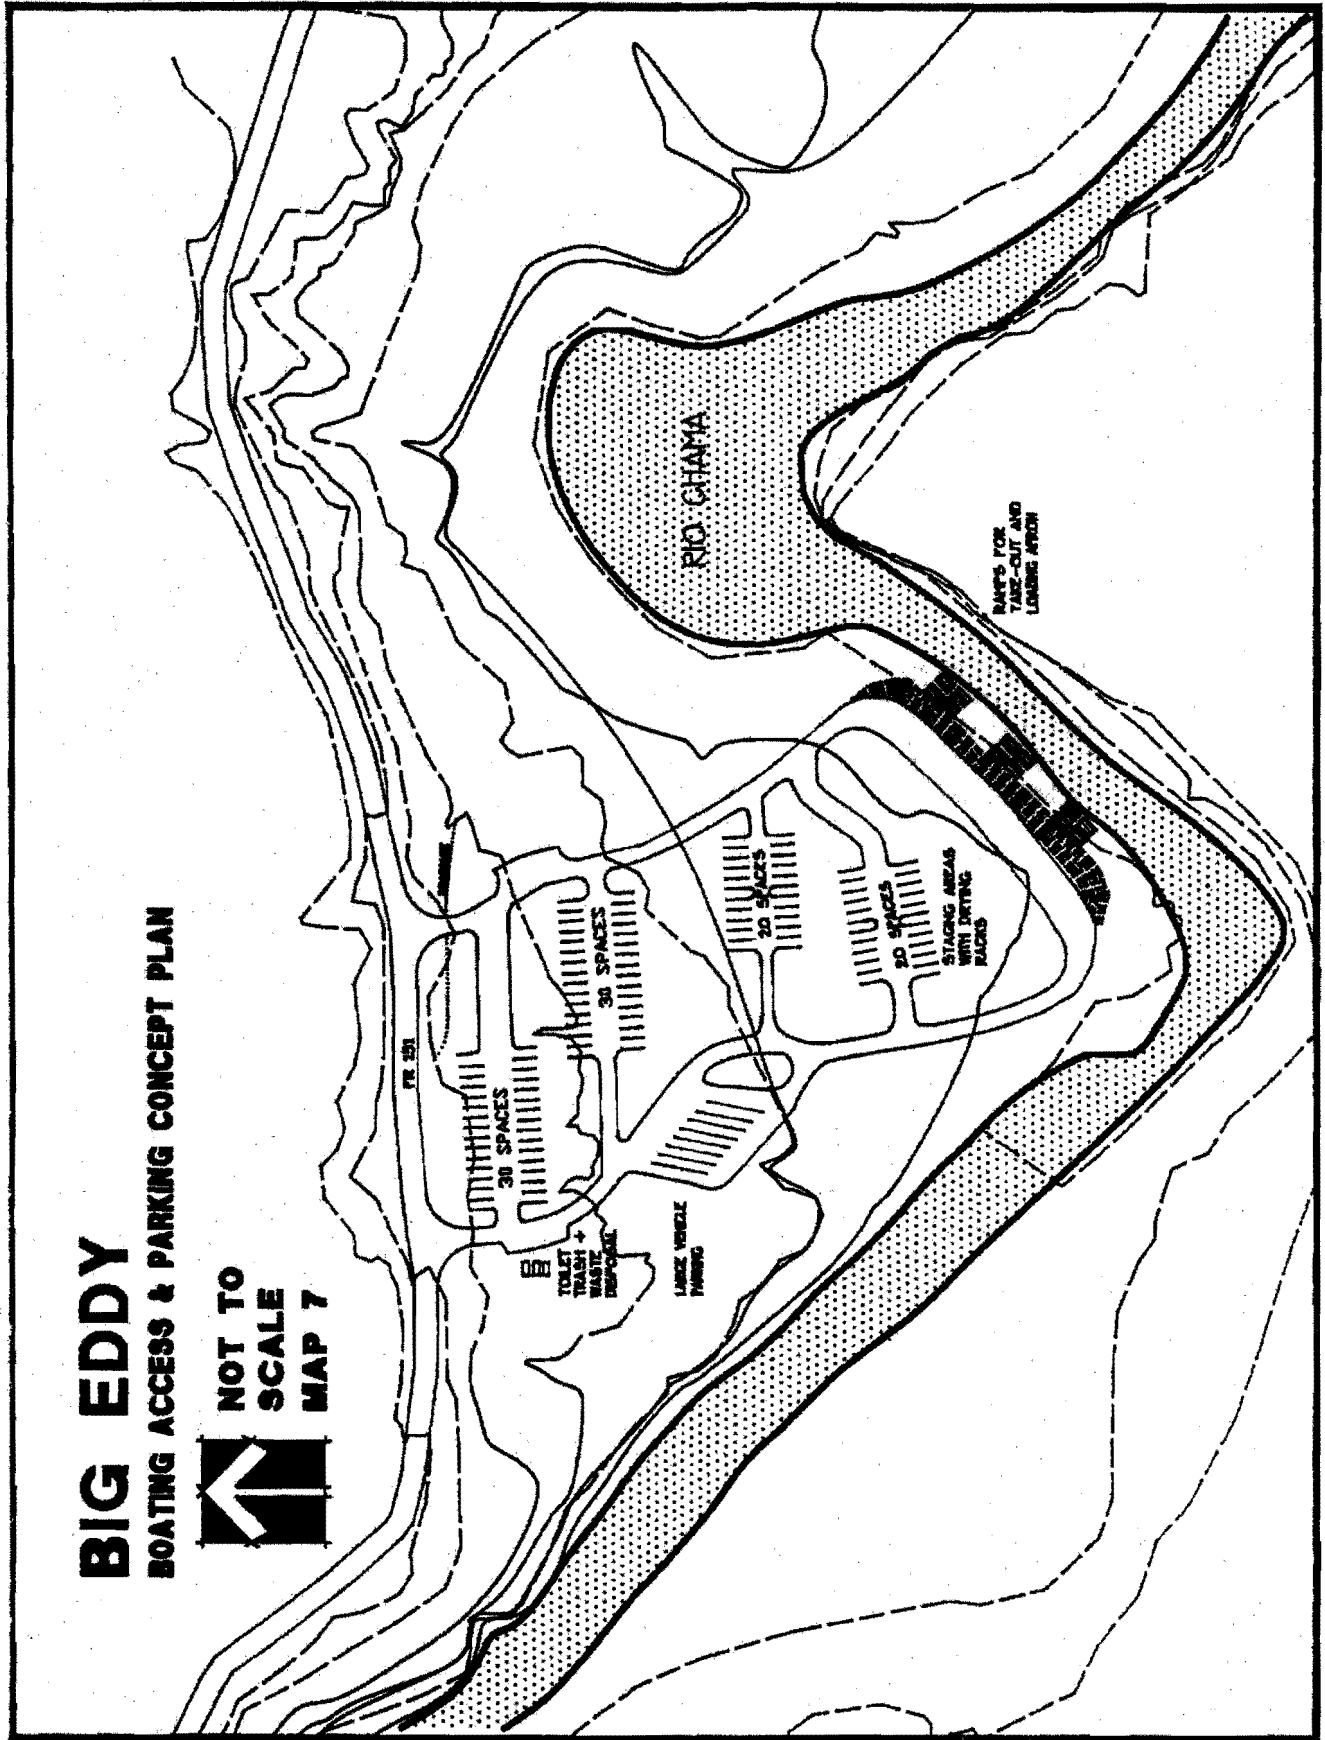 BIG EDDY
BOATING ACCESS & PARKING CONCEPT PLAN
NOT TO
SCALE
MAP 7
FR 151
30 SPACES
30 SPACES
20 SPACES
20 SPACES
STAGING AREAS
WITH DRYING
RACKS
RAMPS FOR
TAKE-OUT AND
LOADING APRON
RIO CHAMA
TOILET
TRASH +
WASTE
DISPOSAL
LARGE VEHICLE
PARKING